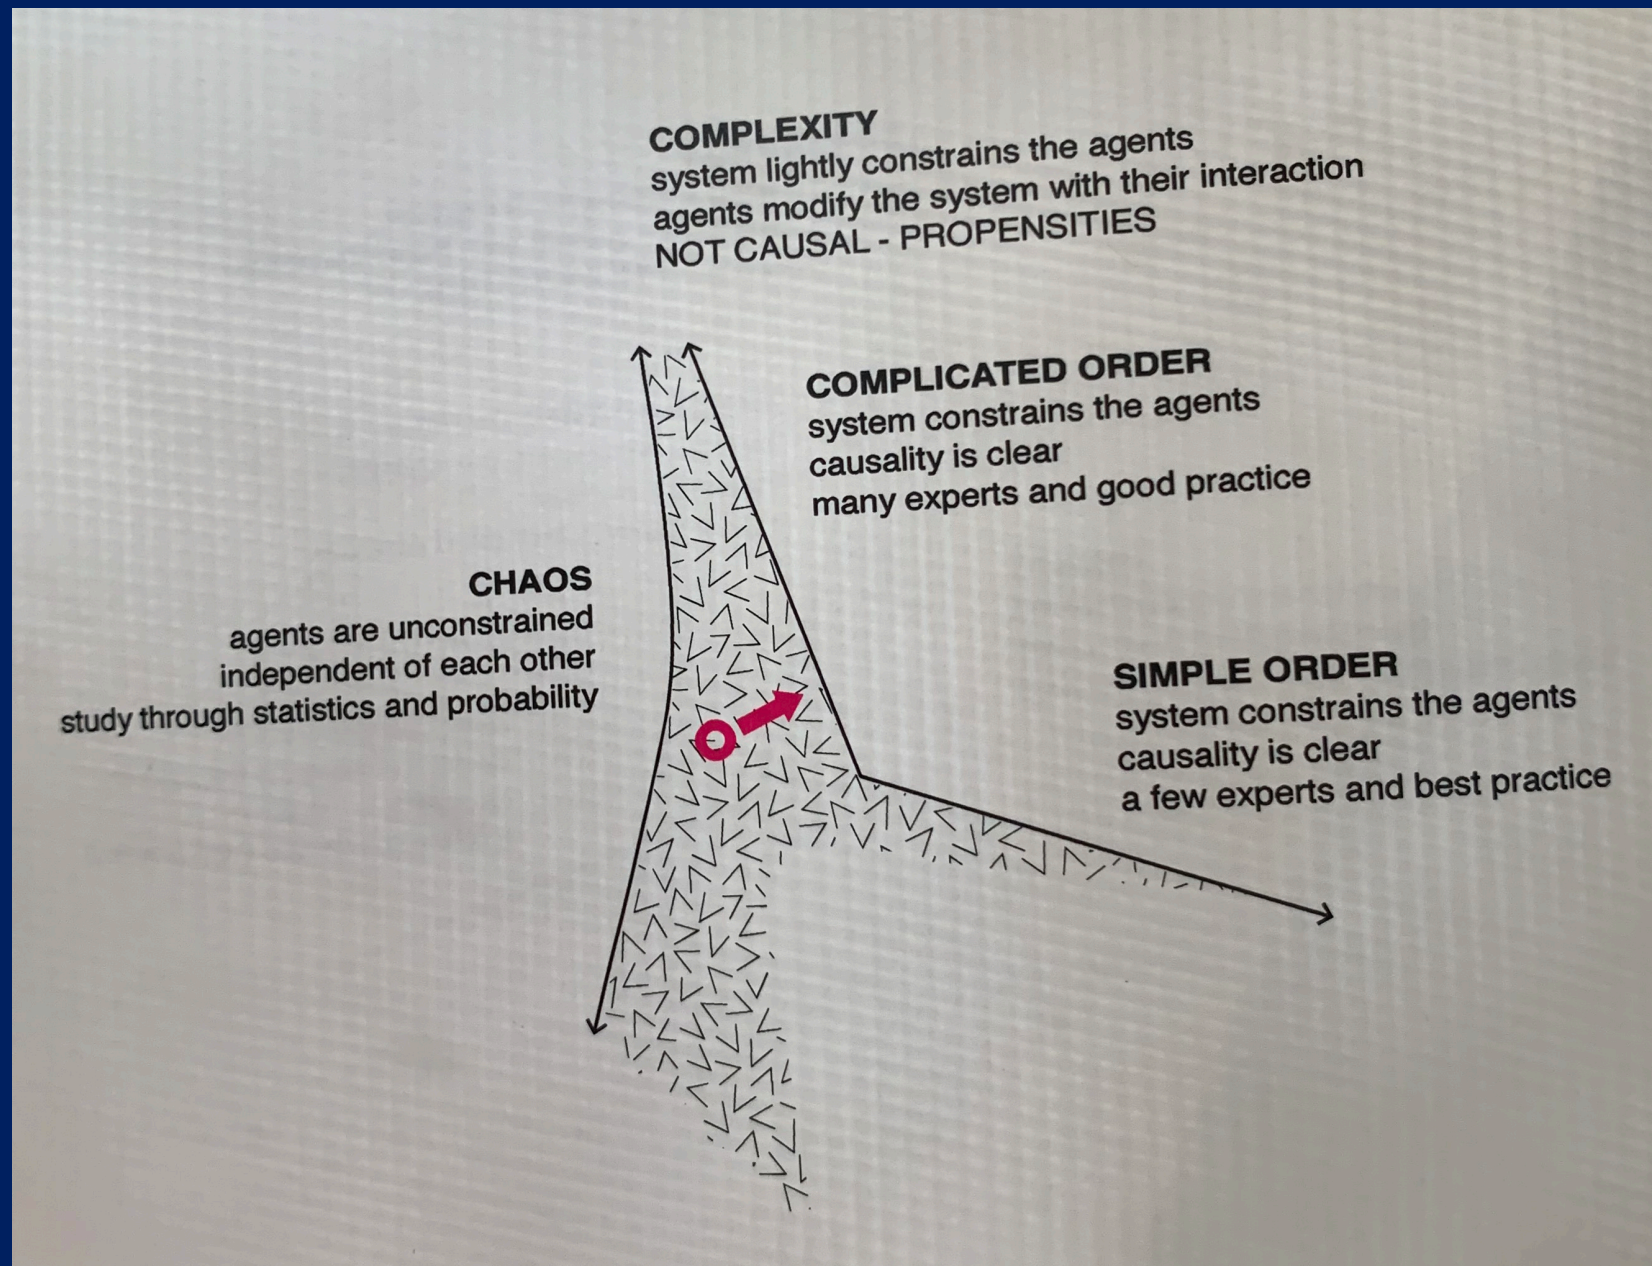 COMPLEXITY
system lightly constrains the agents
agents modify the system with their interaction
NOT CAUSAL - PROPENSITIES
COMPLICATED ORDER
system constrains the agents
causality is clear
many experts and good practice
CHAOS
agents are unconstrained
independent of each other
study through statistics and probability
SIMPLE ORDER
system constrains the agents
causality is clear
a few experts and best practice